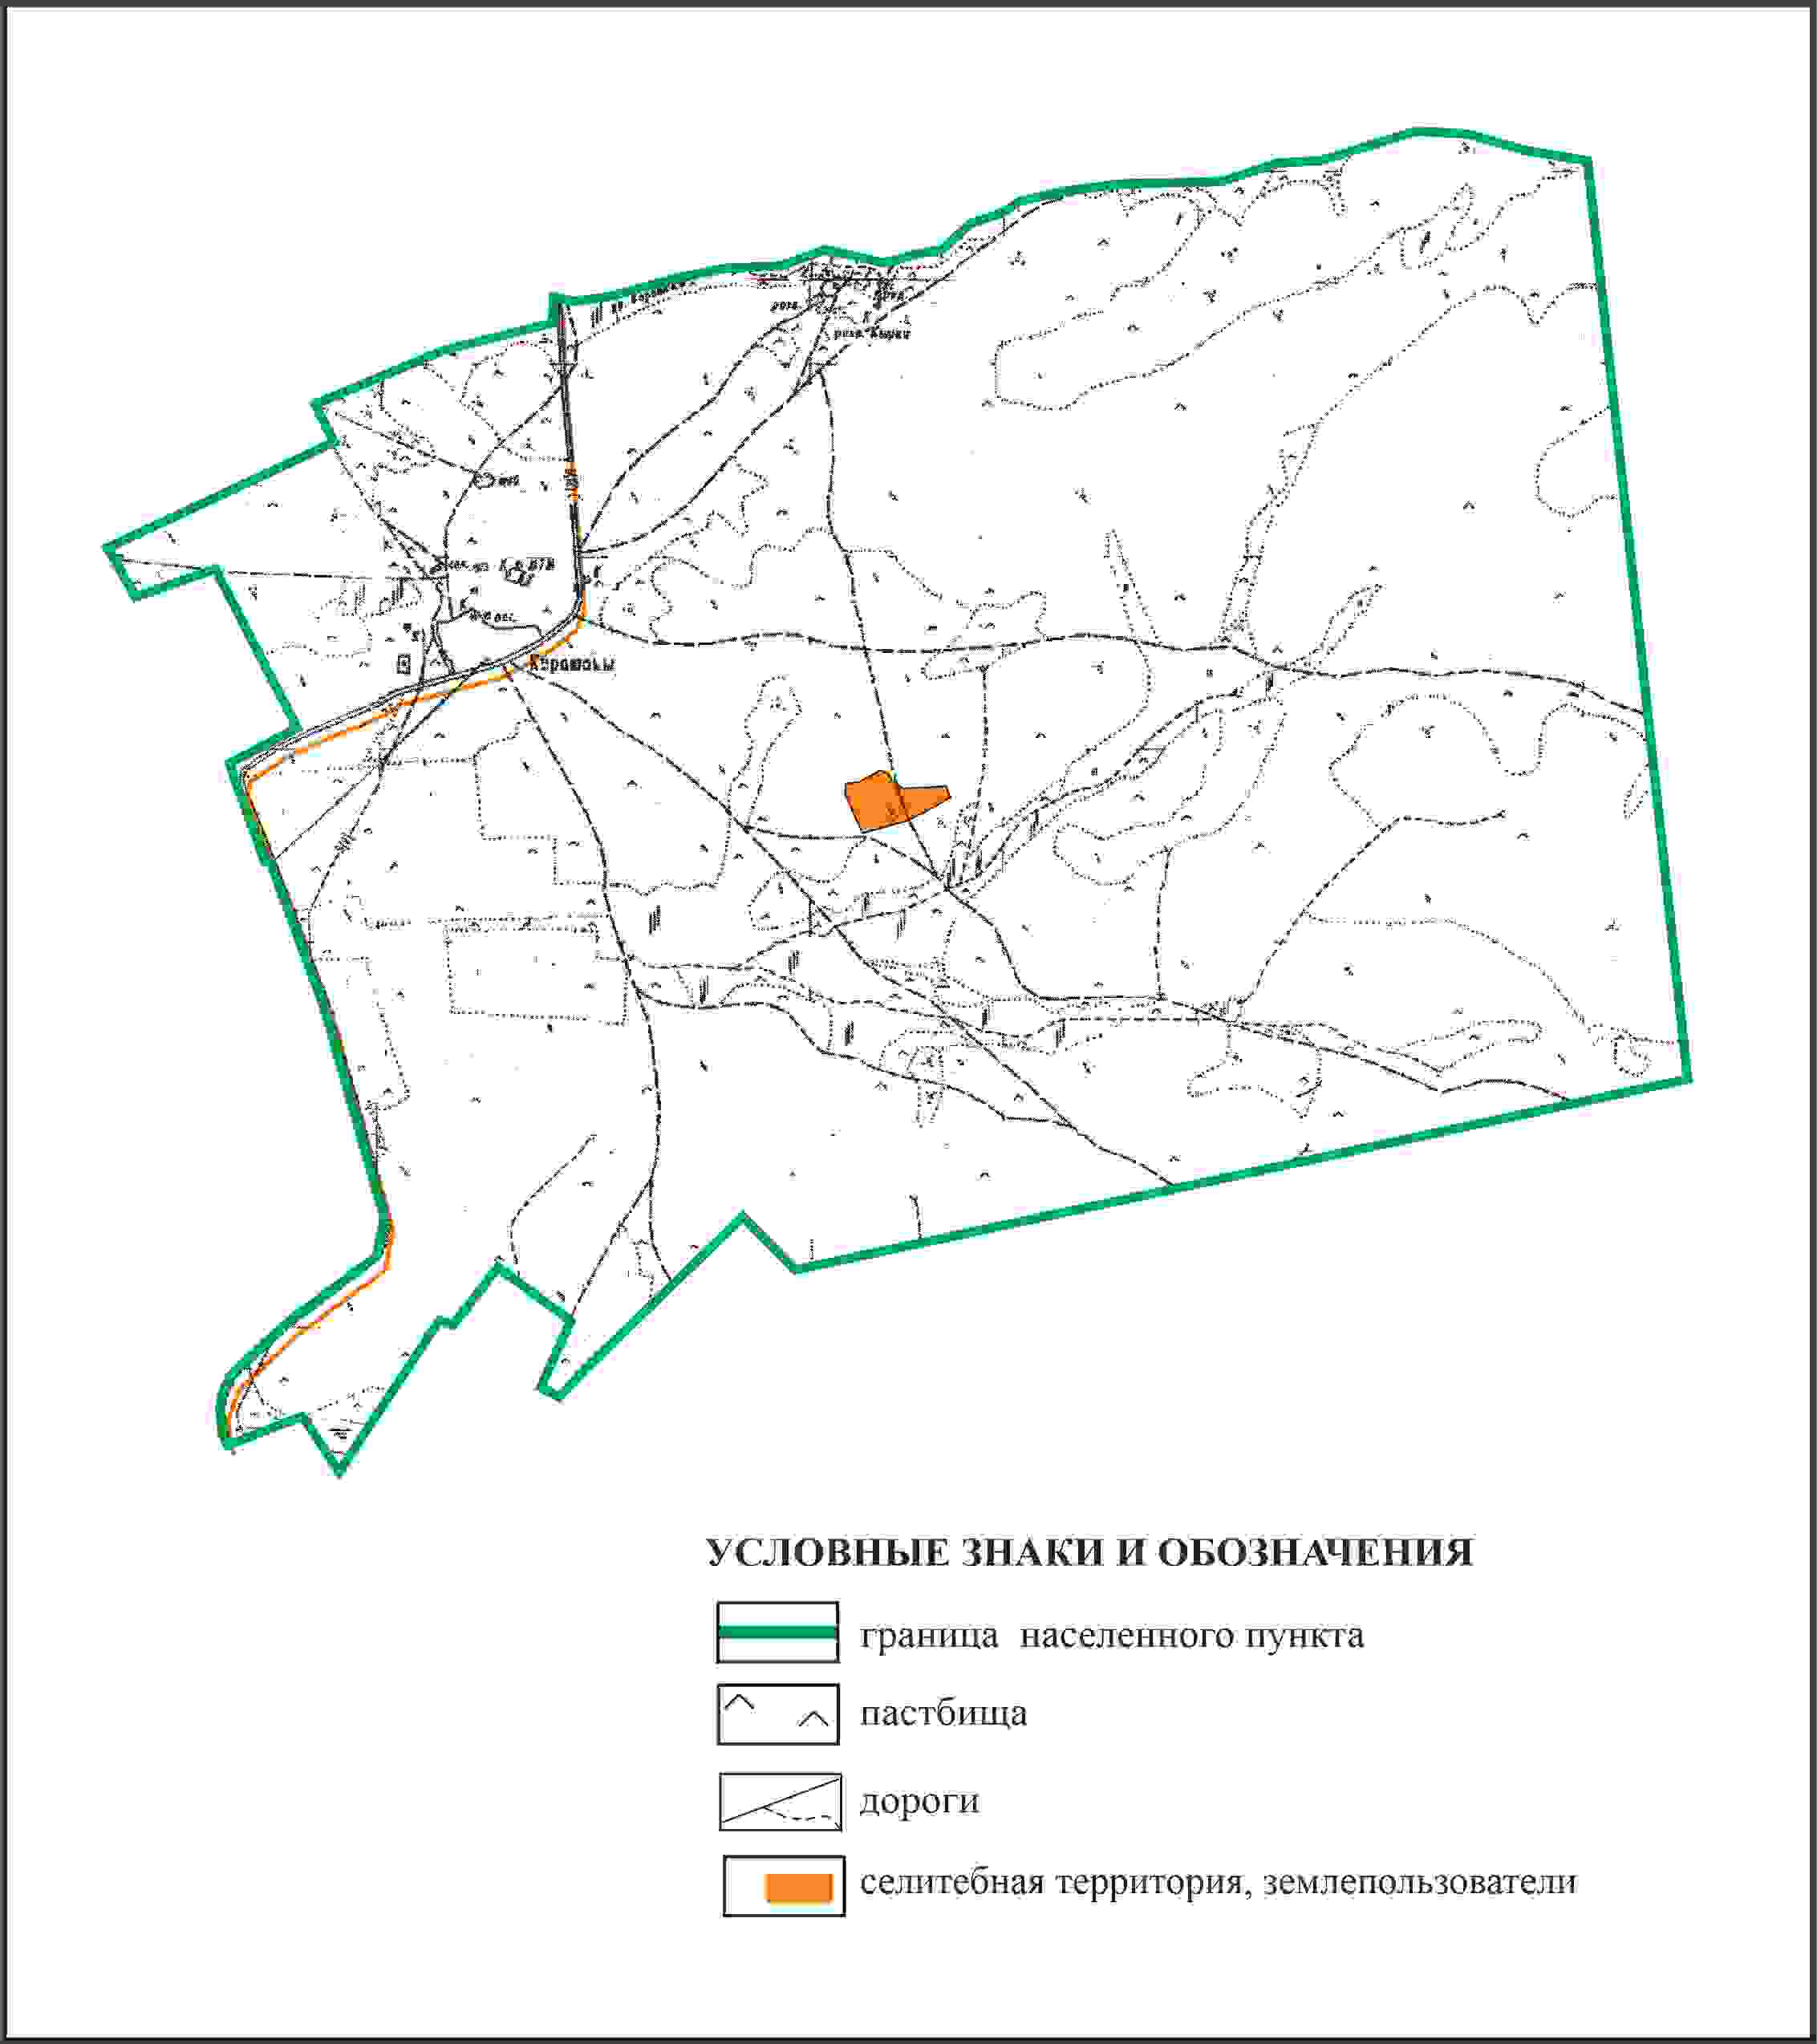 УСЛОВНЫЕ ЗНАКИ И ОБОЗНАЧЕНИЯ
граница населенного пункта
пастбища
дороги
селитебная территория, землепользователи